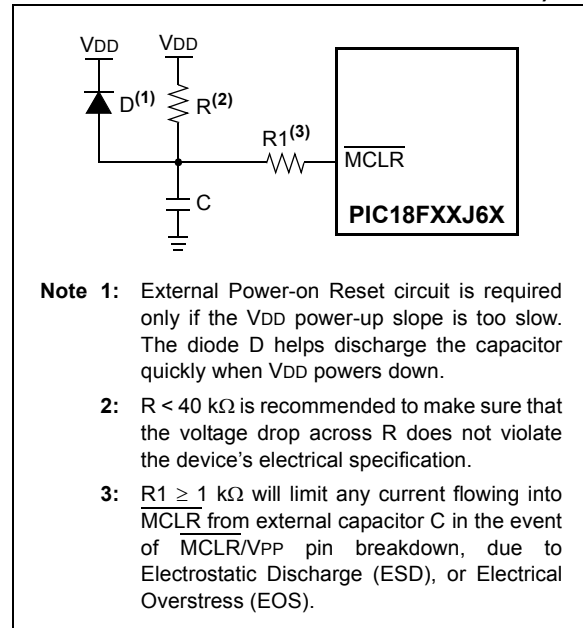 VDD VDD
D(1)
R(2)
R1(3)
MCLR
C
PIC18FXXJ6X
Note 1: External Power-on Reset circuit is required
only if the VDD power-up slope is too slow.
The diode D helps discharge the capacitor
quickly when VDD powers down.
2: R < 40 kΩ is recommended to make sure that
the voltage drop across R does not violate
the device's electrical specification.
3: R1 ≥ 1 kΩ will limit any current flowing into
MCLR from external capacitor C in the event
of MCLR/VPP pin breakdown, due to
Electrostatic Discharge (ESD), or Electrical
Overstress (EOS).